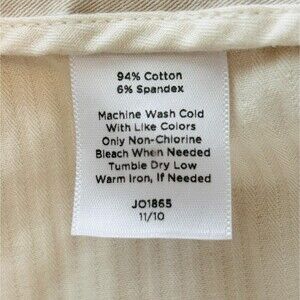 94% Cotton
6% Spandex
Machine Wash Cold
With Like Colors
Only Non-Chlorine
Bleach When Needed
Tumble Dry Low
Warm Iron, If Needed
JO1865
11/10